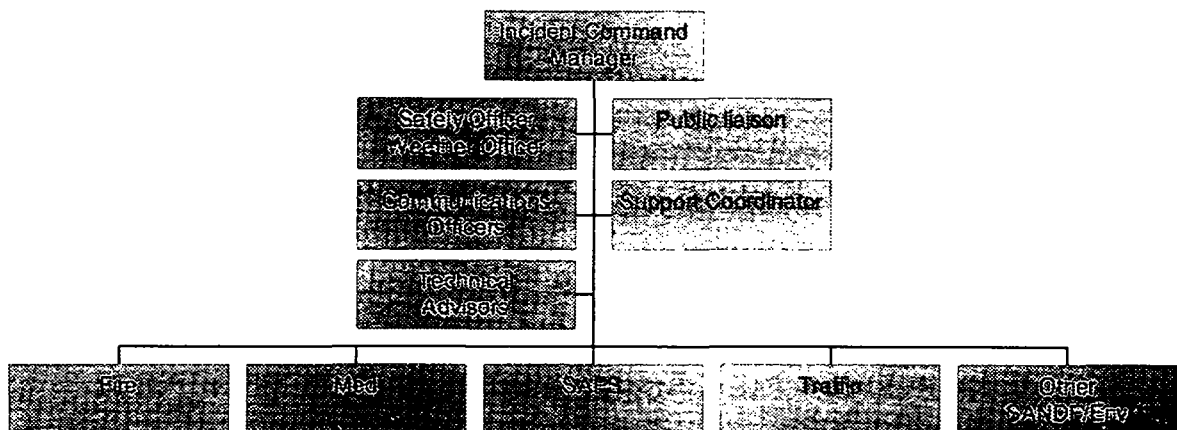 Incident Command
Manager
Safety Officer
Weather Officer
Public liaison
Communications
Officers
Support Coordinator
Technical
Advisors
Fire
Med
SAPS
Traffic
Other
SANDF/Env